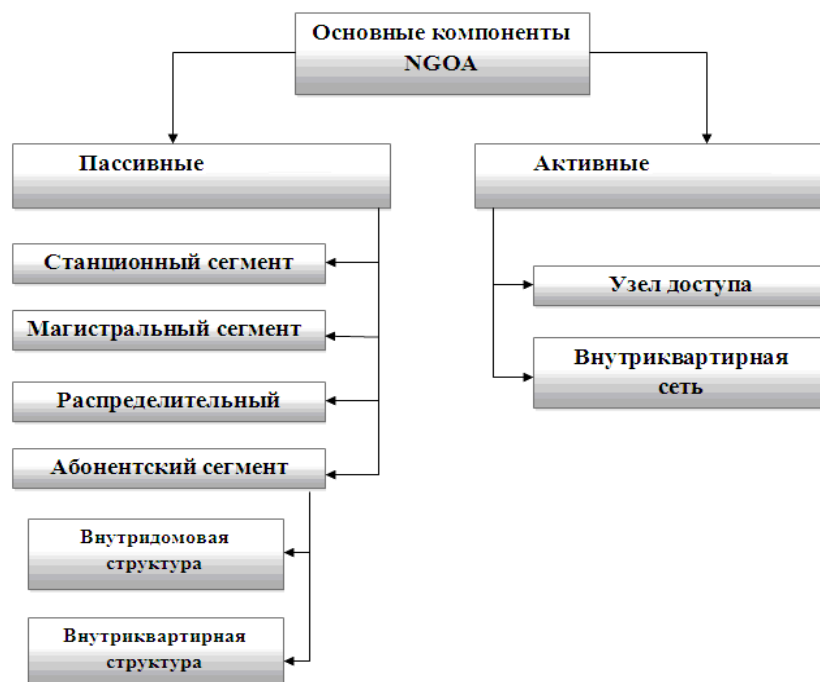 Основные компоненты
NGOA
Пассивные
Активные
Станционный сегмент
Магистральный сегмент
Распределительный
Абонентский сегмент
Внутридомовая
структура
Внутриквартирная
структура
Узел доступа
Внутриквартирная
сеть